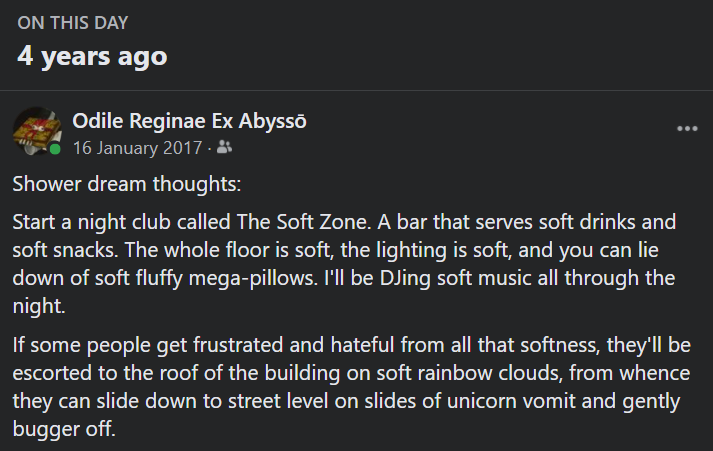 ON THIS DAY
4 years ago
Odile Reginae Ex Abyssō
16 January 2017 ·
Shower dream thoughts:
Start a night club called The Soft Zone. A bar that serves soft drinks and
soft snacks. The whole floor is soft, the lighting is soft, and you can lie
down of soft fluffy mega-pillows. I'll be DJing soft music all through the
night.
If some people get frustrated and hateful from all that softness, they'll be
escorted to the roof of the building on soft rainbow clouds, from whence
they can slide down to street level on slides of unicorn vomit and gently
bugger off.